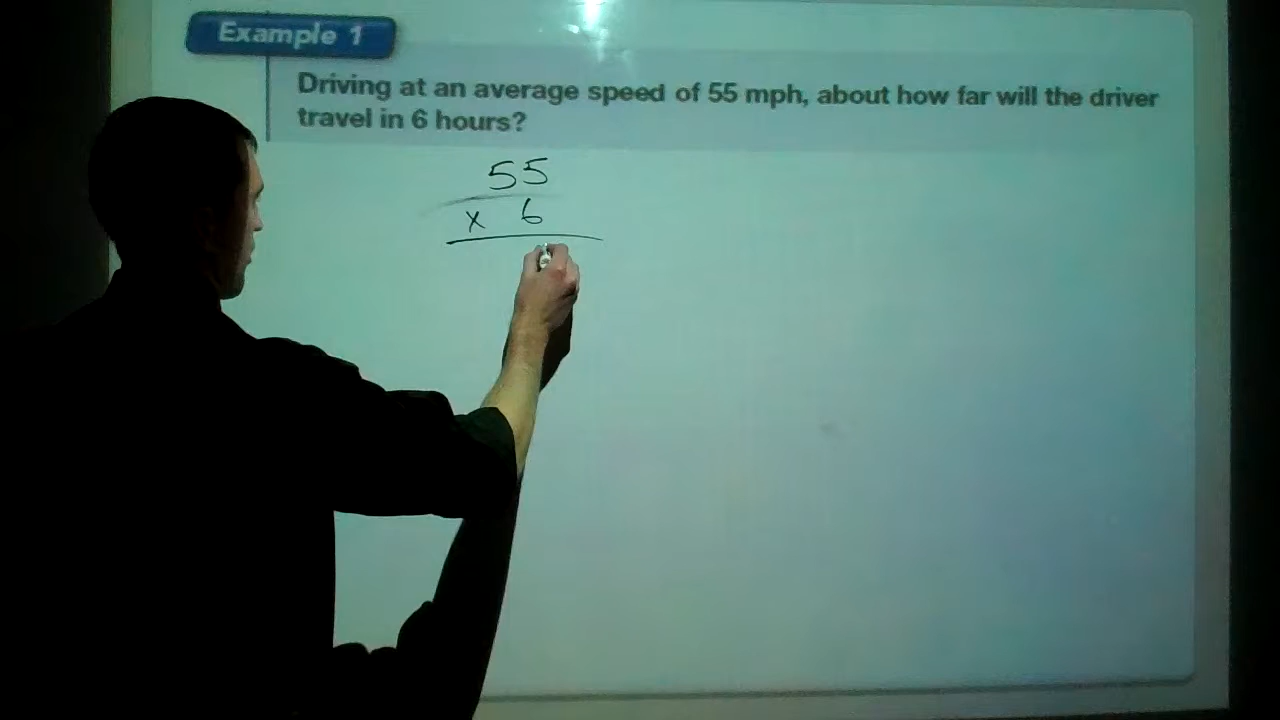 Example 1
Driving at an average speed of 55 mph, about how far will the driver
travel in 6 hours?
55
x 6